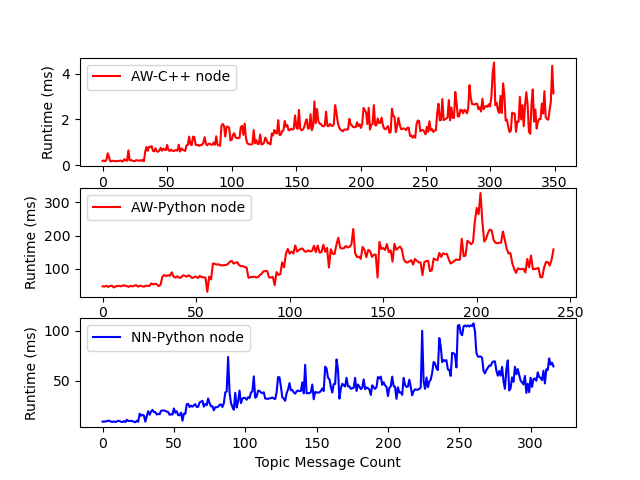 AW-C++ node
Runtime (ms)
4
2
0
0 50 100 150 200 250 300 350
AW-Python node
Runtime (ms)
300
200
100
0 50 100 150 200 250
NN-Python node
Runtime (ms)
100
50
0 50 100 150 200 250 300
Topic Message Count